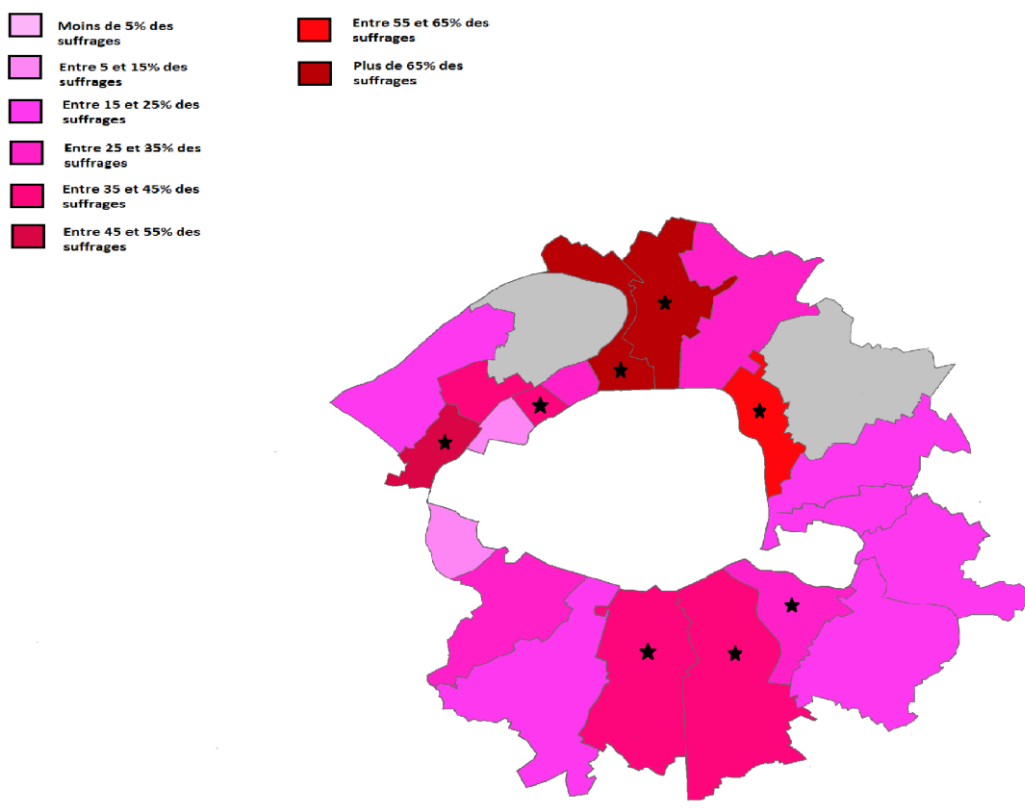 Moins de 5% des
suffrages
Entre 5 et 15% des
suffrages
Entre 15 et 25% des
suffrages
Entre 25 et 35% des
suffrages
Entre 35 et 45% des
suffrages
Entre 45 et 55% des
suffrages
Entre 55 et 65% des
suffrages
Plus de 65% des
suffrages